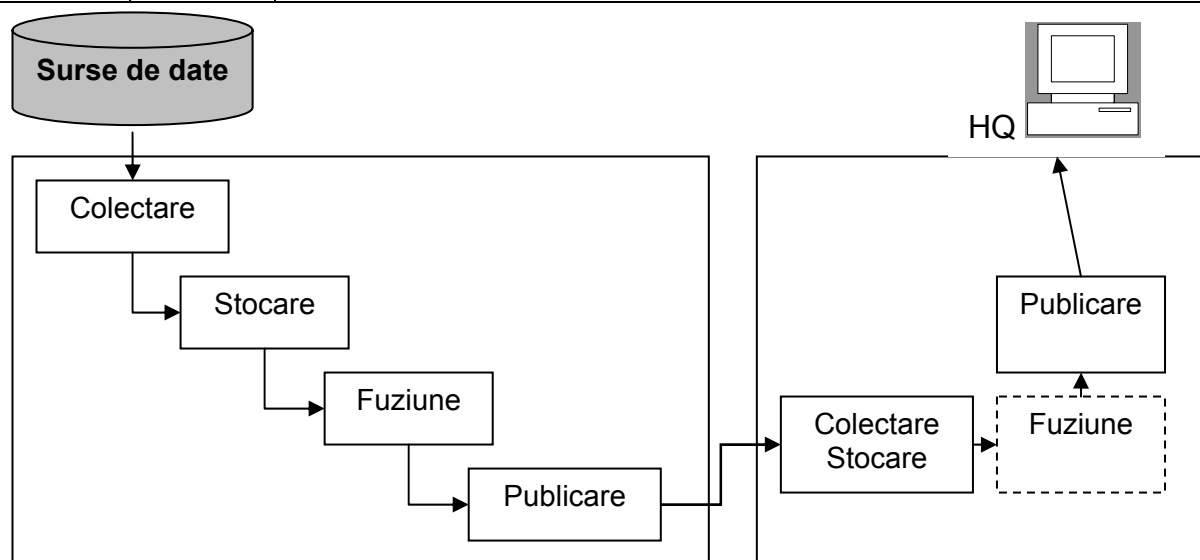 Surse de date
HQ
Colectare
Stocare
Fuziune
Publicare
Colectare
Stocare
Fuziune
Publicare